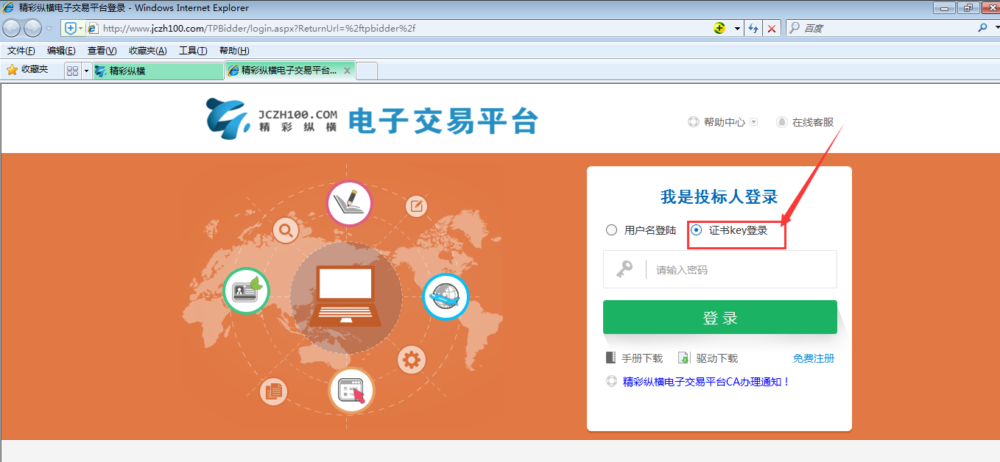 精彩纵横电子交易平台登录 - Windows Internet Explorer
http://www.jczh100.com/TPBidder/login.aspx?ReturnUrl=%2ftpbidder%2f
百度
文件(F) 编辑(E) 查看(V) 收藏夹(A) 工具(T) 帮助(H)
收藏夹 精彩纵横 精彩纵横电子交易平台...
JCZH100.COM
精彩纵横
电子交易平台
帮助中心 在线客服
我是投标人登录
用户名登陆 证书key登录
请输入密码
登录
手册下载 驱动下载 免费注册
精彩纵横电子交易平台CA办理通知！